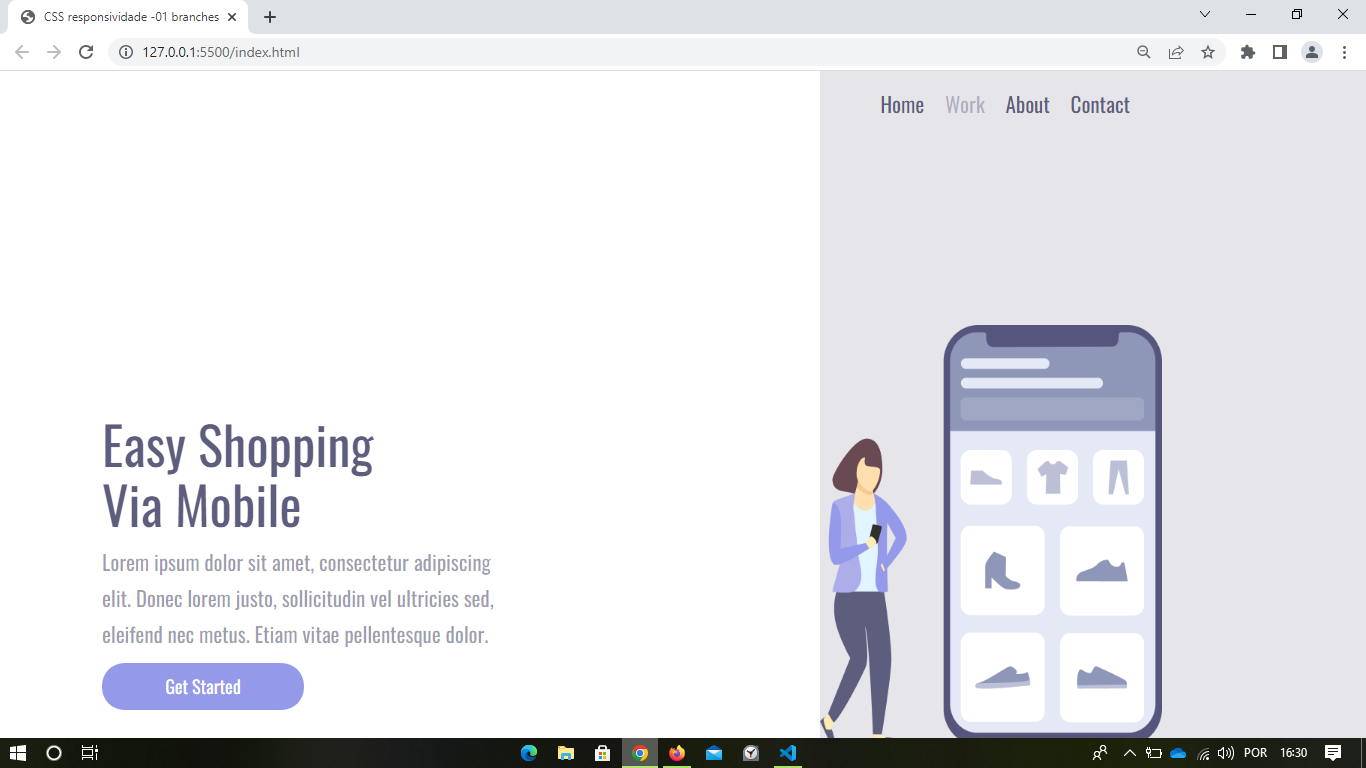 CSS responsividade -01 branches
127.0.0.1:5500/index.html
Home Work About Contact
Easy Shopping
Via Mobile
Lorem ipsum dolor sit amet, consectetur adipiscing
elit. Donec lorem justo, sollicitudin vel ultricies sed,
eleifend nec metus. Etiam vitae pellentesque dolor.
Get Started
POR 16:30